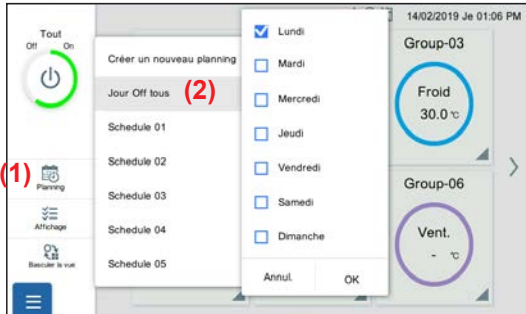 14/02/2019 Je 01:06 PM
Tout
Off On
(1)
Planning
Affichage
Basculer la vue
Créer un nouveau planning
Jour Off tous (2)
Schedule 01
Schedule 02
Schedule 03
Schedule 04
Schedule 05
Lundi
Mardi
Mercredi
Jeudi
Vendredi
Samedi
Dimanche
Annul. OK
Group-03
Froid
30.0 °C
Group-06
Vent.
- °C